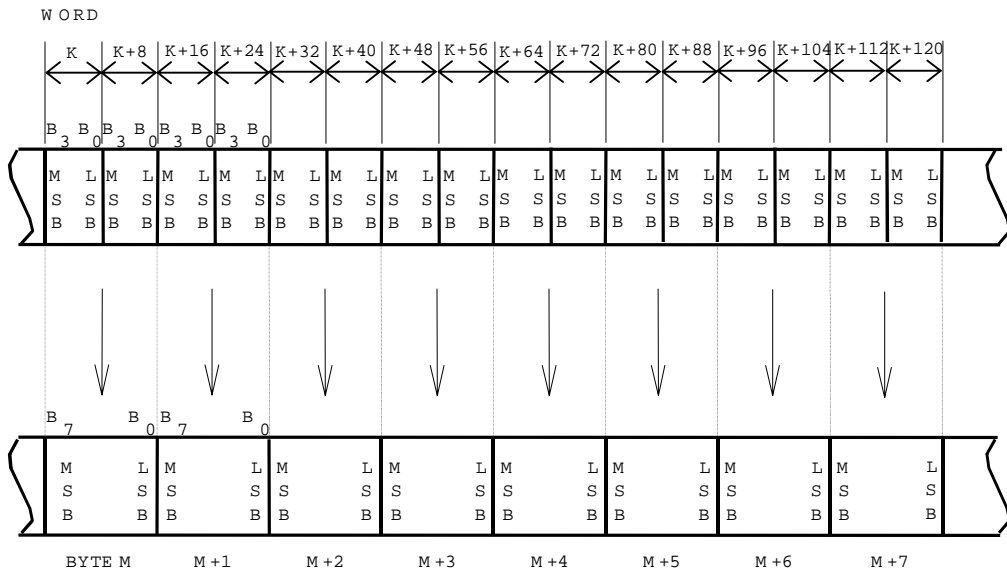 WORD
K K+8 K+16 K+24 K+32 K+40 K+48 K+56 K+64 K+72 K+80 K+88 K+96 K+104 K+112 K+120
B3 B0 B3 B0 B3 B0 B3 B0
M L M L M L M L M L M L M L M L M L M L M L M L M L M L M L M L
S S S S S S S S S S S S S S S S S S S S S S S S S S S S S S S S
B B B B B B B B B B B B B B B B B B B B B B B B B B B B B B B B
B7 B0 B7 B0
M L M L M L M L M L M L M L M L
S S S S S S S S S S S S S S S S
B B B B B B B B B B B B B B B B
BYTE M M+1 M+2 M+3 M+4 M+5 M+6 M+7